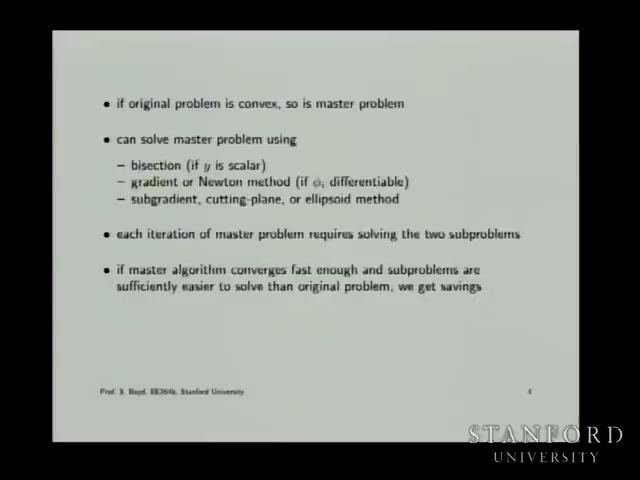 • if original problem is convex, so is master problem
• can solve master problem using
– bisection (if y is scalar)
– gradient or Newton method (if ϕᵢ differentiable)
– subgradient, cutting-plane, or ellipsoid method
• each iteration of master problem requires solving the two subproblems
• if master algorithm converges fast enough and subproblems are
sufficiently easier to solve than original problem, we get savings
Prof. S. Boyd, EE364b, Stanford University
4
STANFORD
UNIVERSITY